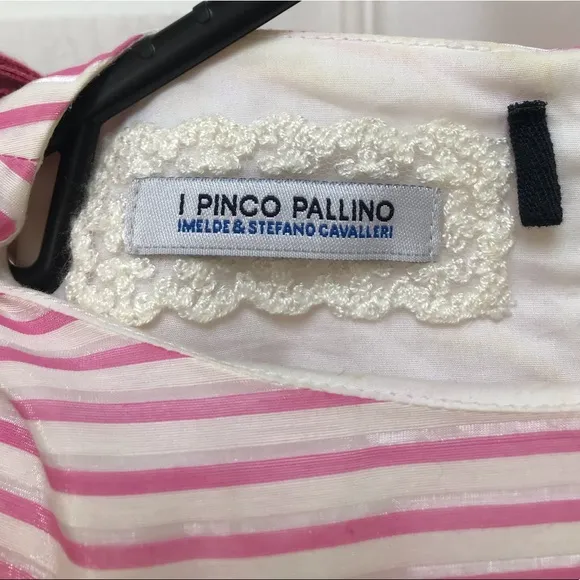 I PINCO PALLINO
IMELDE & STEFANO CAVALLERI